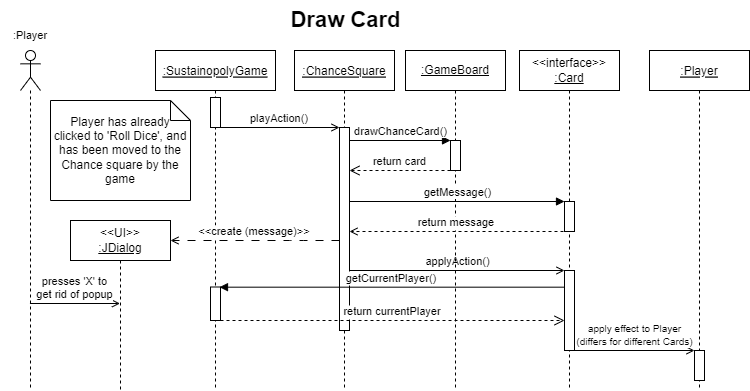 Draw Card
:Player
:SustainopolyGame
:ChanceSquare
:GameBoard
<<interface>>
:Card
:Player
Player has already
clicked to 'Roll Dice', and
has been moved to the
Chance square by the
game
playAction()
drawChanceCard()
return card
getMessage()
return message
<<UI>>
:JDialog
<<create (message)>>
applyAction()
getCurrentPlayer()
presses 'X' to
get rid of popup
return currentPlayer
apply effect to Player
(differs for different Cards)